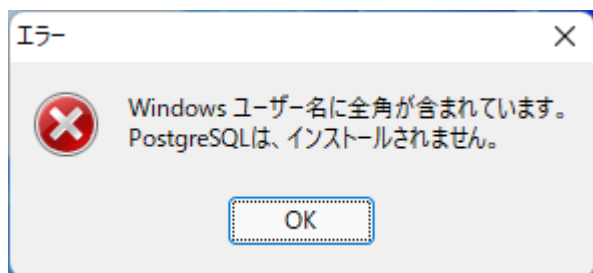 エラー
Windows ユーザー名に全角が含まれています。
PostgreSQLは、インストールされません。
OK